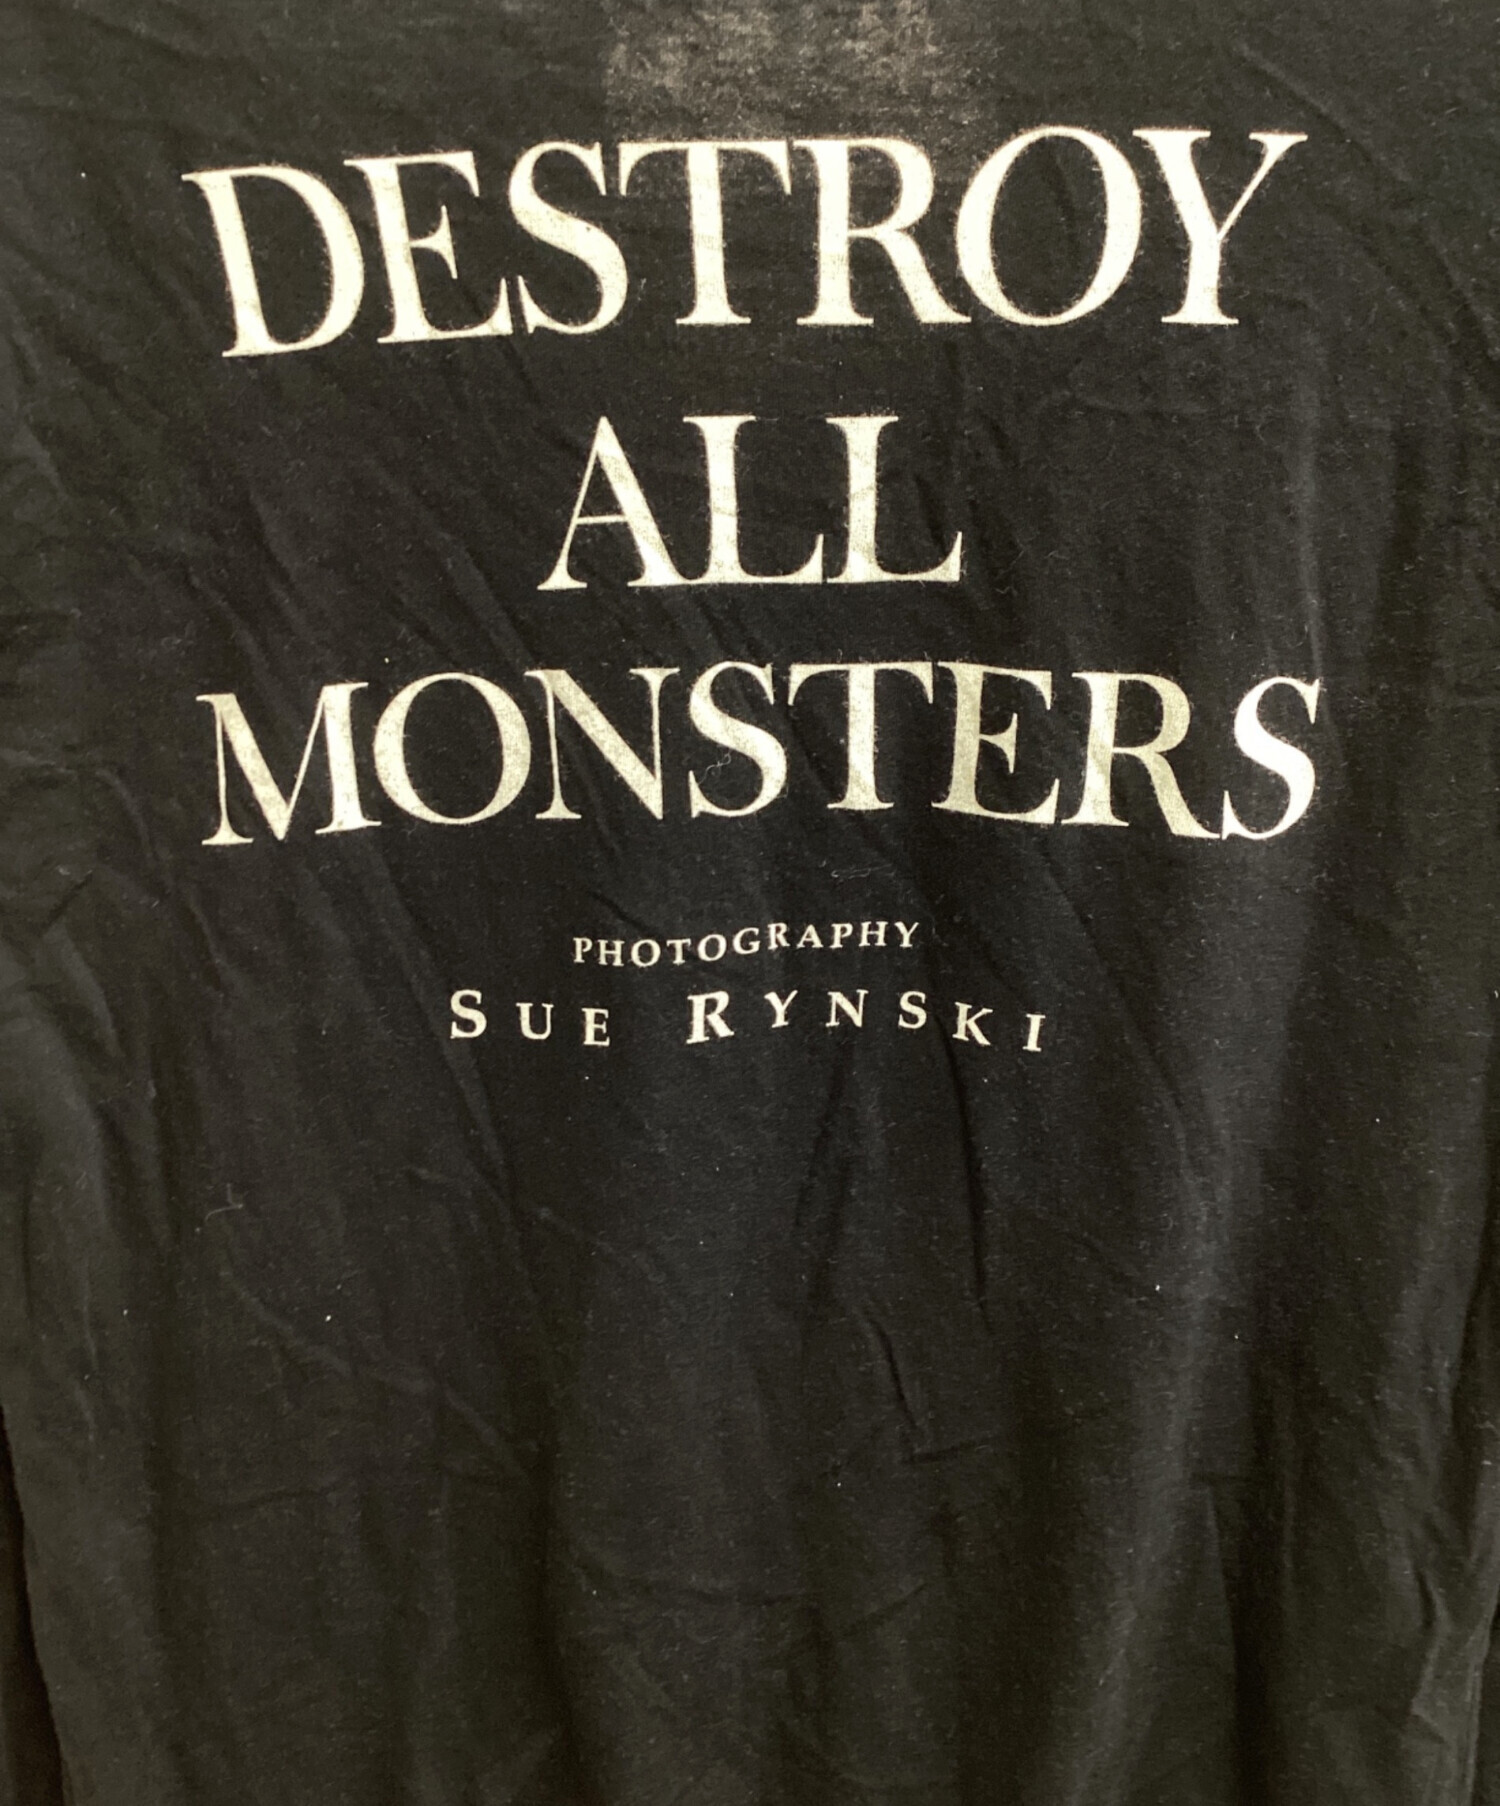 DESTROY
ALL
MONSTERS
PHOTOGRAPHY
SUE RYNSKI